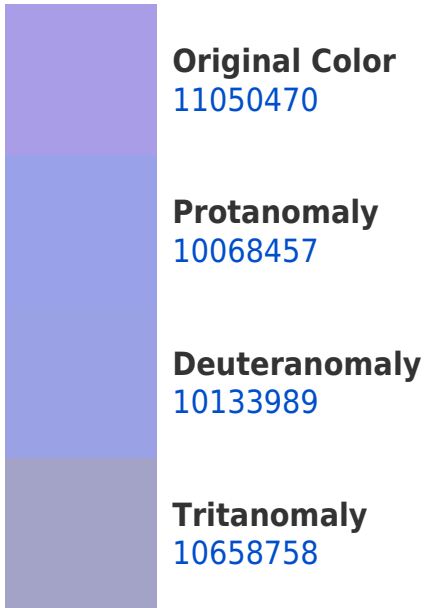 Original Color
11050470
Protanomaly
10068457
Deuteranomaly
10133989
Tritanomaly
10658758